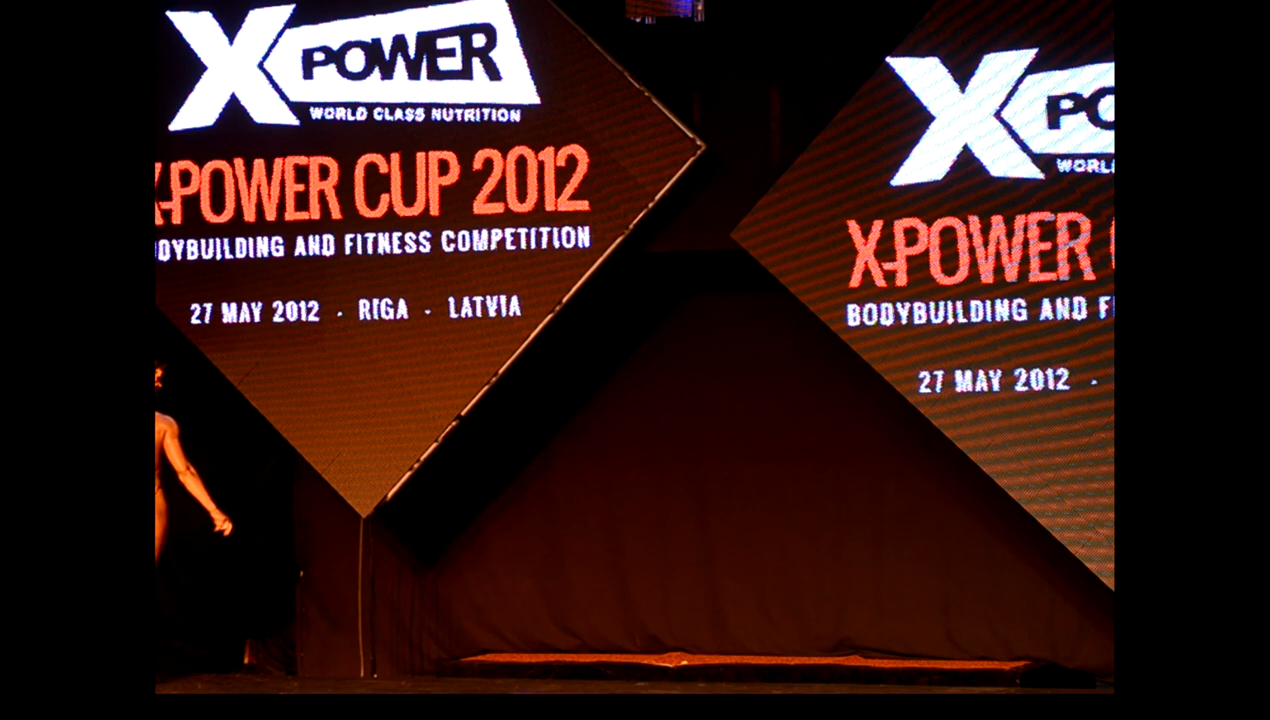 X POWER
WORLD CLASS NUTRITION
X-POWER CUP 2012
ODYBUILDING AND FITNESS COMPETITION
27 MAY 2012 · RIGA · LATVIA
X PO
WORL
X-POWER
BODYBUILDING AND F
27 MAY 2012 ·